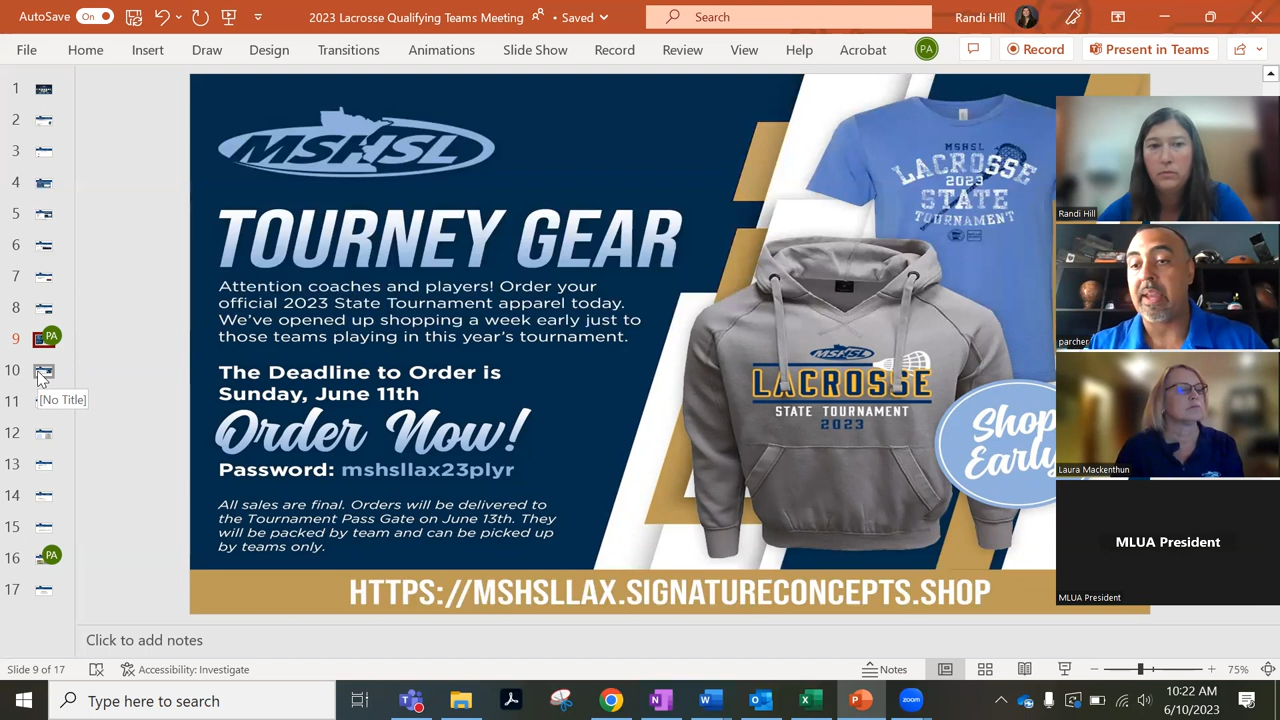 AutoSave
On
2023 Lacrosse Qualifying Teams Meeting
• Saved
Search
Randi Hill
File
Home
Insert
Draw
Design
Transitions
Animations
Slide Show
Record
Review
View
Help
Acrobat
PA
Record
Present in Teams
1
2
3
4
5
6
7
8
9
PA
10
[No Title]
11
12
13
14
15
16
PA
17
MSHSL
TOURNEY GEAR
Attention coaches and players! Order your
official 2023 State Tournament apparel today.
We've opened up shopping a week early just to
those teams playing in this year's tournament.
The Deadline to Order is
Sunday, June 11th
Order Now!
Password: mshsllax23plyr
All sales are final. Orders will be delivered to
the Tournament Pass Gate on June 13th. They
will be packed by team and can be picked up
by teams only.
MSHSL
LACROSSE
2023
STATE
TOURNAMENT
MSHSL
LACROSSE
STATE TOURNAMENT
2023
Shop
Early
HTTPS://MSHSLLAX.SIGNATURECONCEPTS.SHOP
Randi Hill
parcher
Laura Mackenthun
MLUA President
MLUA President
Click to add notes
Slide 9 of 17
Accessibility: Investigate
Notes
75%
Type here to search
10:22 AM
6/10/2023